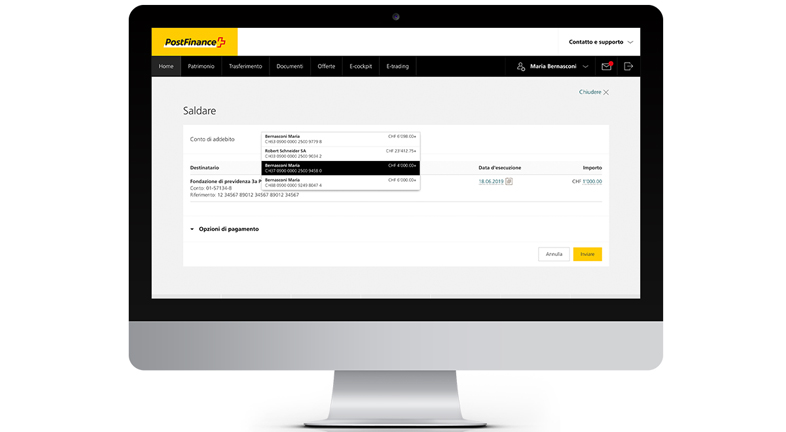 PostFinance
Contatto e supporto
Home Patrimonio Trasferimento Documenti Offerte E-cockpit E-trading Maria Bernasconi
Chiudere
Saldare
Conto di addebito
Bernasconi Maria CHF 6'098.00
CH03 0900 0000 2500 9779 8
Robert Schneider SA CHF 23'412.75
CH03 0900 0000 2500 9034 2
Bernasconi Maria CHF 4'000.00
CH07 0900 0000 2500 9458 0
Bernasconi Maria CHF 6'000.00
CH08 0900 0000 9243 8047 4
Destinatario Data d'esecuzione Importo
Fondazione di previdenza 3a P 18.06.2019 CHF 1'000.00
Conto: 01-57134-8
Riferimento: 12 34567 89012 34567 89012 34567
Opzioni di pagamento
Annulla Inviare